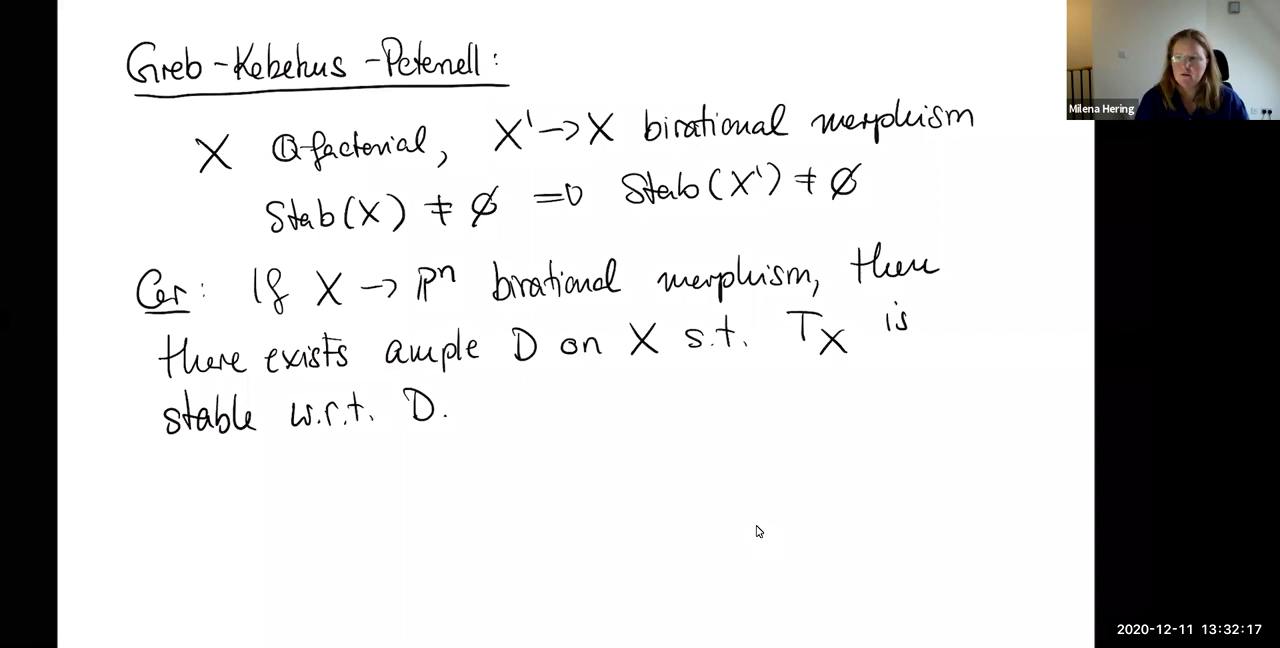 Greb-Kebekus-Peternell:
X Q-factorial, X' → X birational morphism
Stab(X) ≠ ∅ ⇒ Stab(X') ≠ ∅
Cor: If X → ℙⁿ birational morphism, then
there exists ample D on X s.t. T_X is
stable w.r.t. D.
Milena Hering
2020-12-11 13:32:17